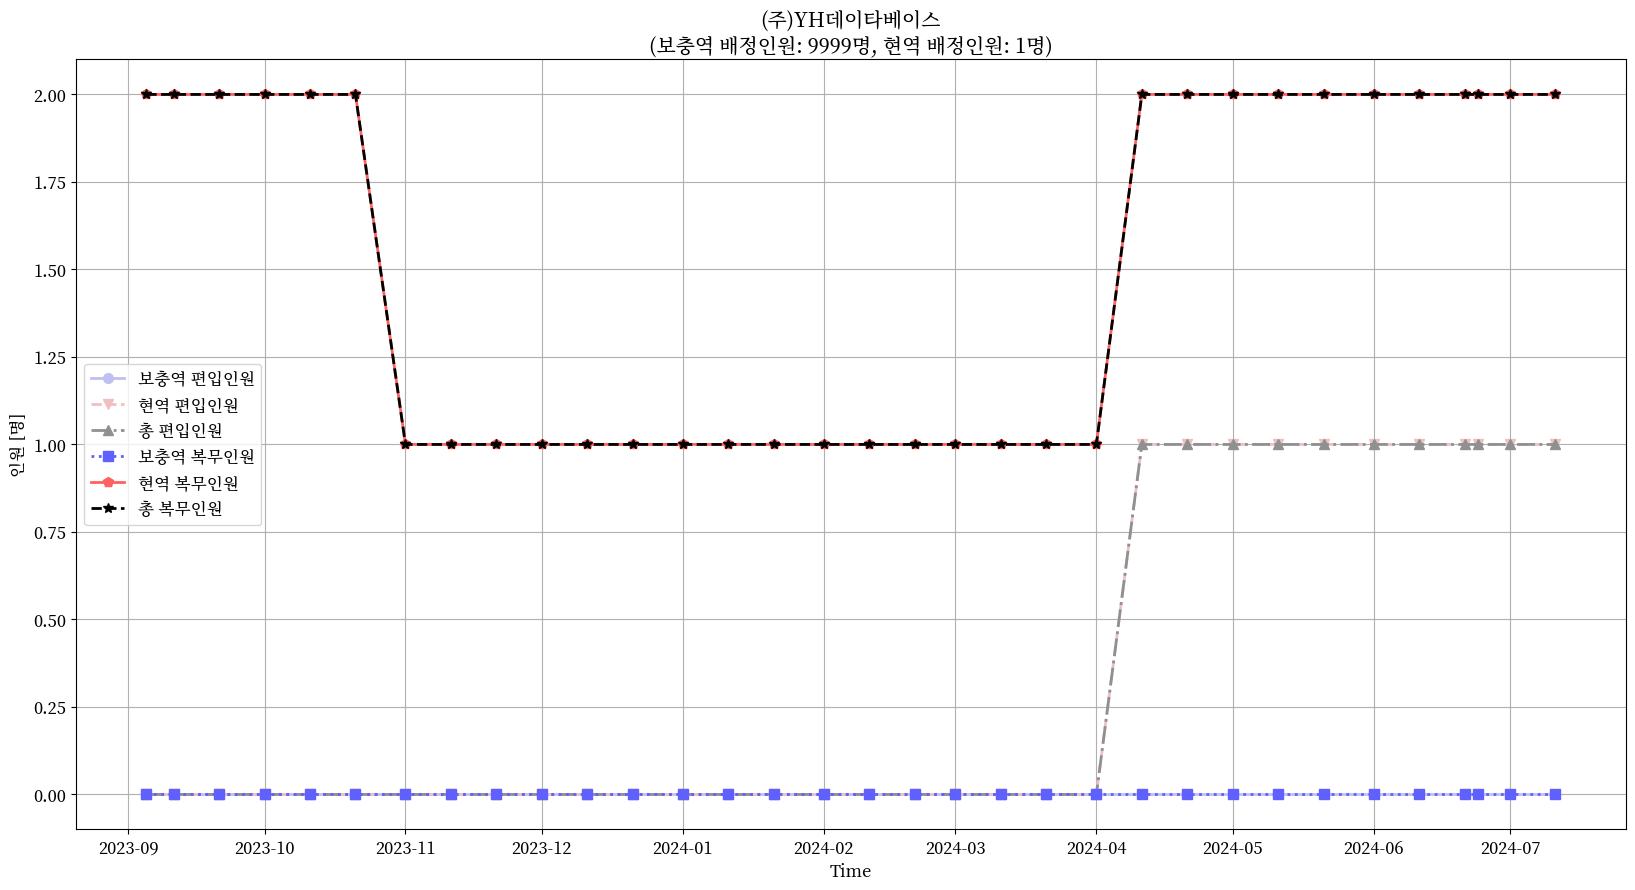 (주)YH데이타베이스
(보충역 배정인원: 9999명, 현역 배정인원: 1명)
인원 [명]
2.00
1.75
1.50
1.25
1.00
0.75
0.50
0.25
0.00
보충역 편입인원
현역 편입인원
총 편입인원
보충역 복무인원
현역 복무인원
총 복무인원
2023-09 2023-10 2023-11 2023-12 2024-01 2024-02 2024-03 2024-04 2024-05 2024-06 2024-07
Time